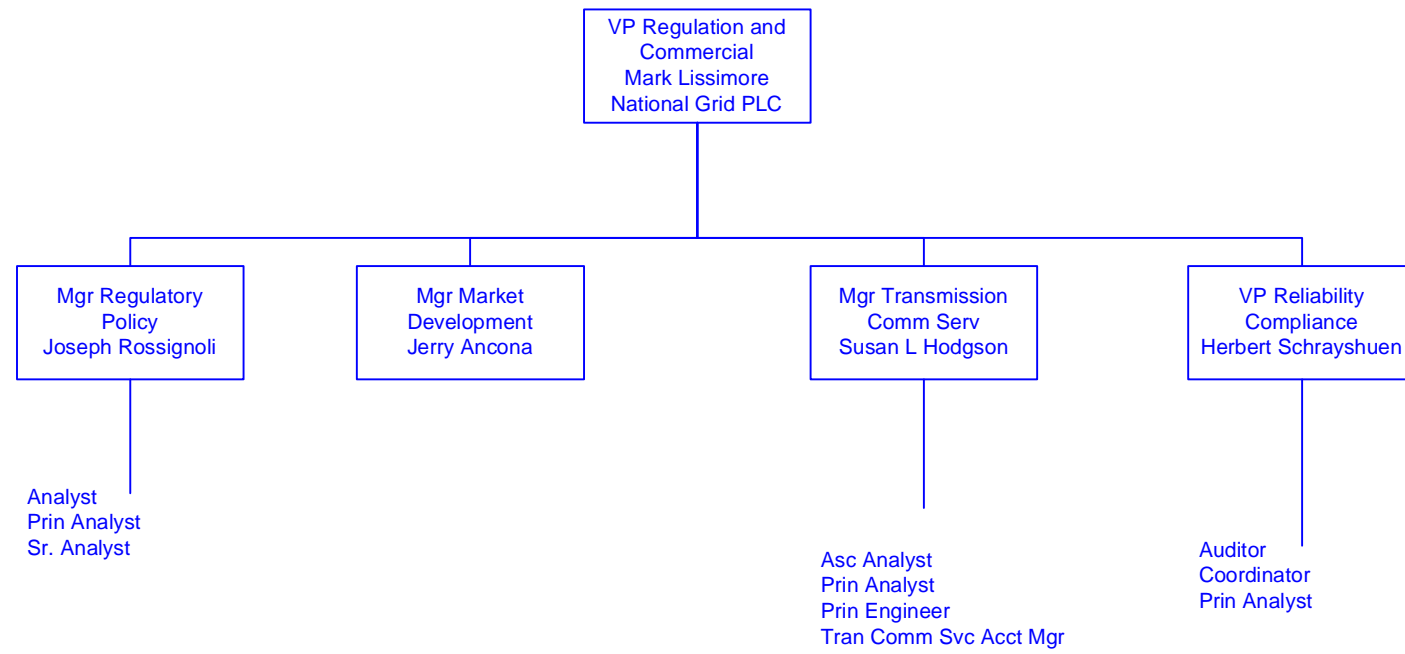 VP Regulation and
Commercial
Mark Lissimore
National Grid PLC
Mgr Regulatory
Policy
Joseph Rossignoli
Mgr Market
Development
Jerry Ancona
Mgr Transmission
Comm Serv
Susan L Hodgson
VP Reliability
Compliance
Herbert Schrayshuen
Analyst
Prin Analyst
Sr. Analyst
Asc Analyst
Prin Analyst
Prin Engineer
Tran Comm Svc Acct Mgr
Auditor
Coordinator
Prin Analyst